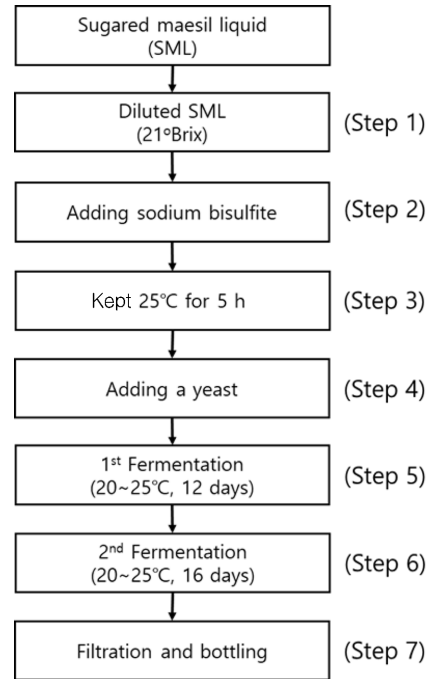 Sugared maesil liquid
(SML)
Diluted SML
(21ºBrix)
(Step 1)
Adding sodium bisulfite
(Step 2)
Kept 25℃ for 5 h
(Step 3)
Adding a yeast
(Step 4)
1st Fermentation
(20~25℃, 12 days)
(Step 5)
2nd Fermentation
(20~25℃, 16 days)
(Step 6)
Filtration and bottling
(Step 7)